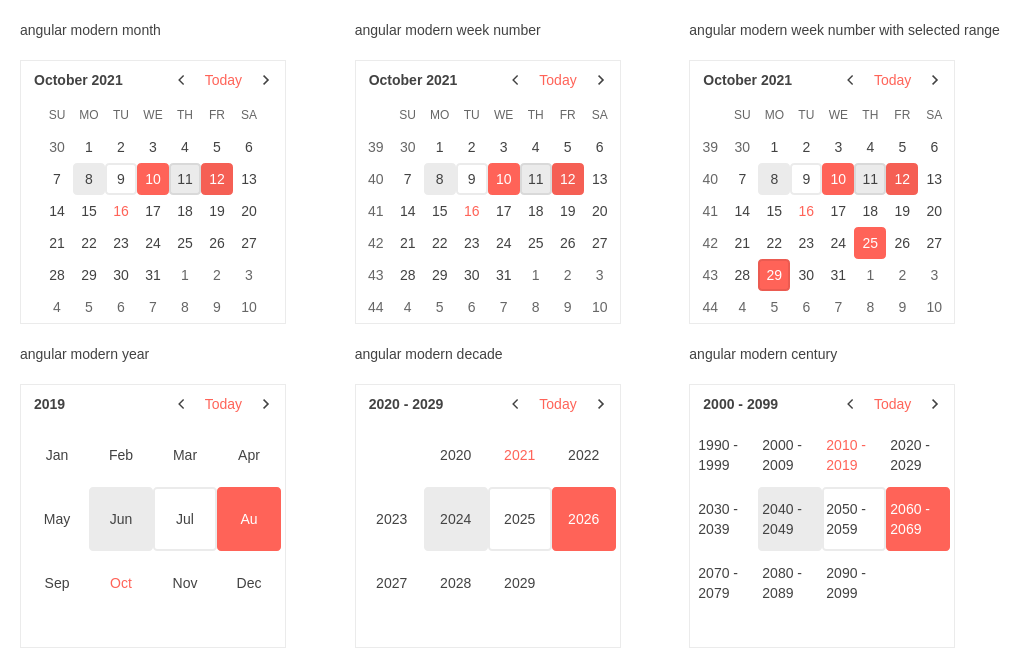 angular modern month
October 2021 Today
SU MO TU WE TH FR SA
30 1 2 3 4 5 6
7 8 9 10 11 12 13
14 15 16 17 18 19 20
21 22 23 24 25 26 27
28 29 30 31 1 2 3
4 5 6 7 8 9 10
angular modern week number
October 2021 Today
SU MO TU WE TH FR SA
39 30 1 2 3 4 5 6
40 7 8 9 10 11 12 13
41 14 15 16 17 18 19 20
42 21 22 23 24 25 26 27
43 28 29 30 31 1 2 3
44 4 5 6 7 8 9 10
angular modern week number with selected range
October 2021 Today
SU MO TU WE TH FR SA
39 30 1 2 3 4 5 6
40 7 8 9 10 11 12 13
41 14 15 16 17 18 19 20
42 21 22 23 24 25 26 27
43 28 29 30 31 1 2 3
44 4 5 6 7 8 9 10
angular modern year
2019 Today
Jan Feb Mar Apr
May Jun Jul Au
Sep Oct Nov Dec
angular modern decade
2020 - 2029 Today
2020 2021 2022
2023 2024 2025 2026
2027 2028 2029
angular modern century
2000 - 2099 Today
1990 - 2000 - 2010 - 2020 -
1999 2009 2019 2029
2030 - 2040 - 2050 - 2060 -
2039 2049 2059 2069
2070 - 2080 - 2090 -
2079 2089 2099